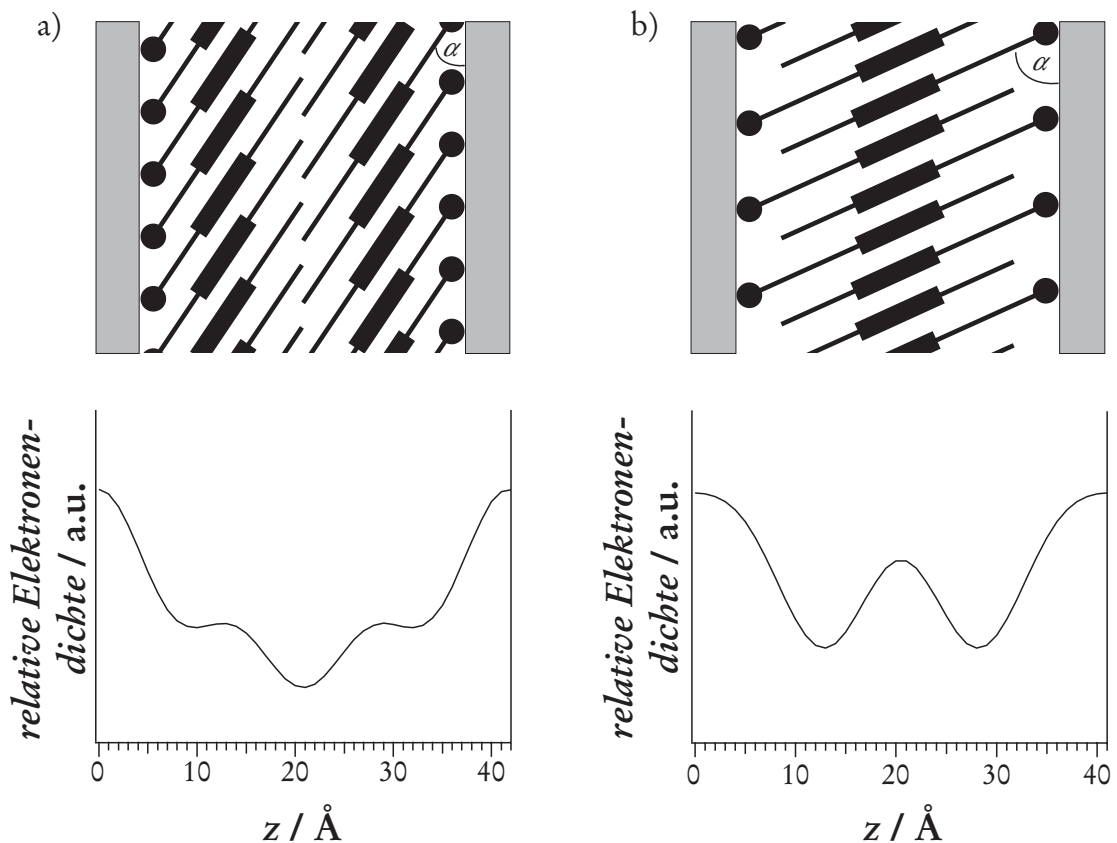 a)
α
b)
α
relative Elektronen-
dichte / a.u.
0 10 20 30 40
z / Å
relative Elektronen-
dichte / a.u.
0 10 20 30 40
z / Å